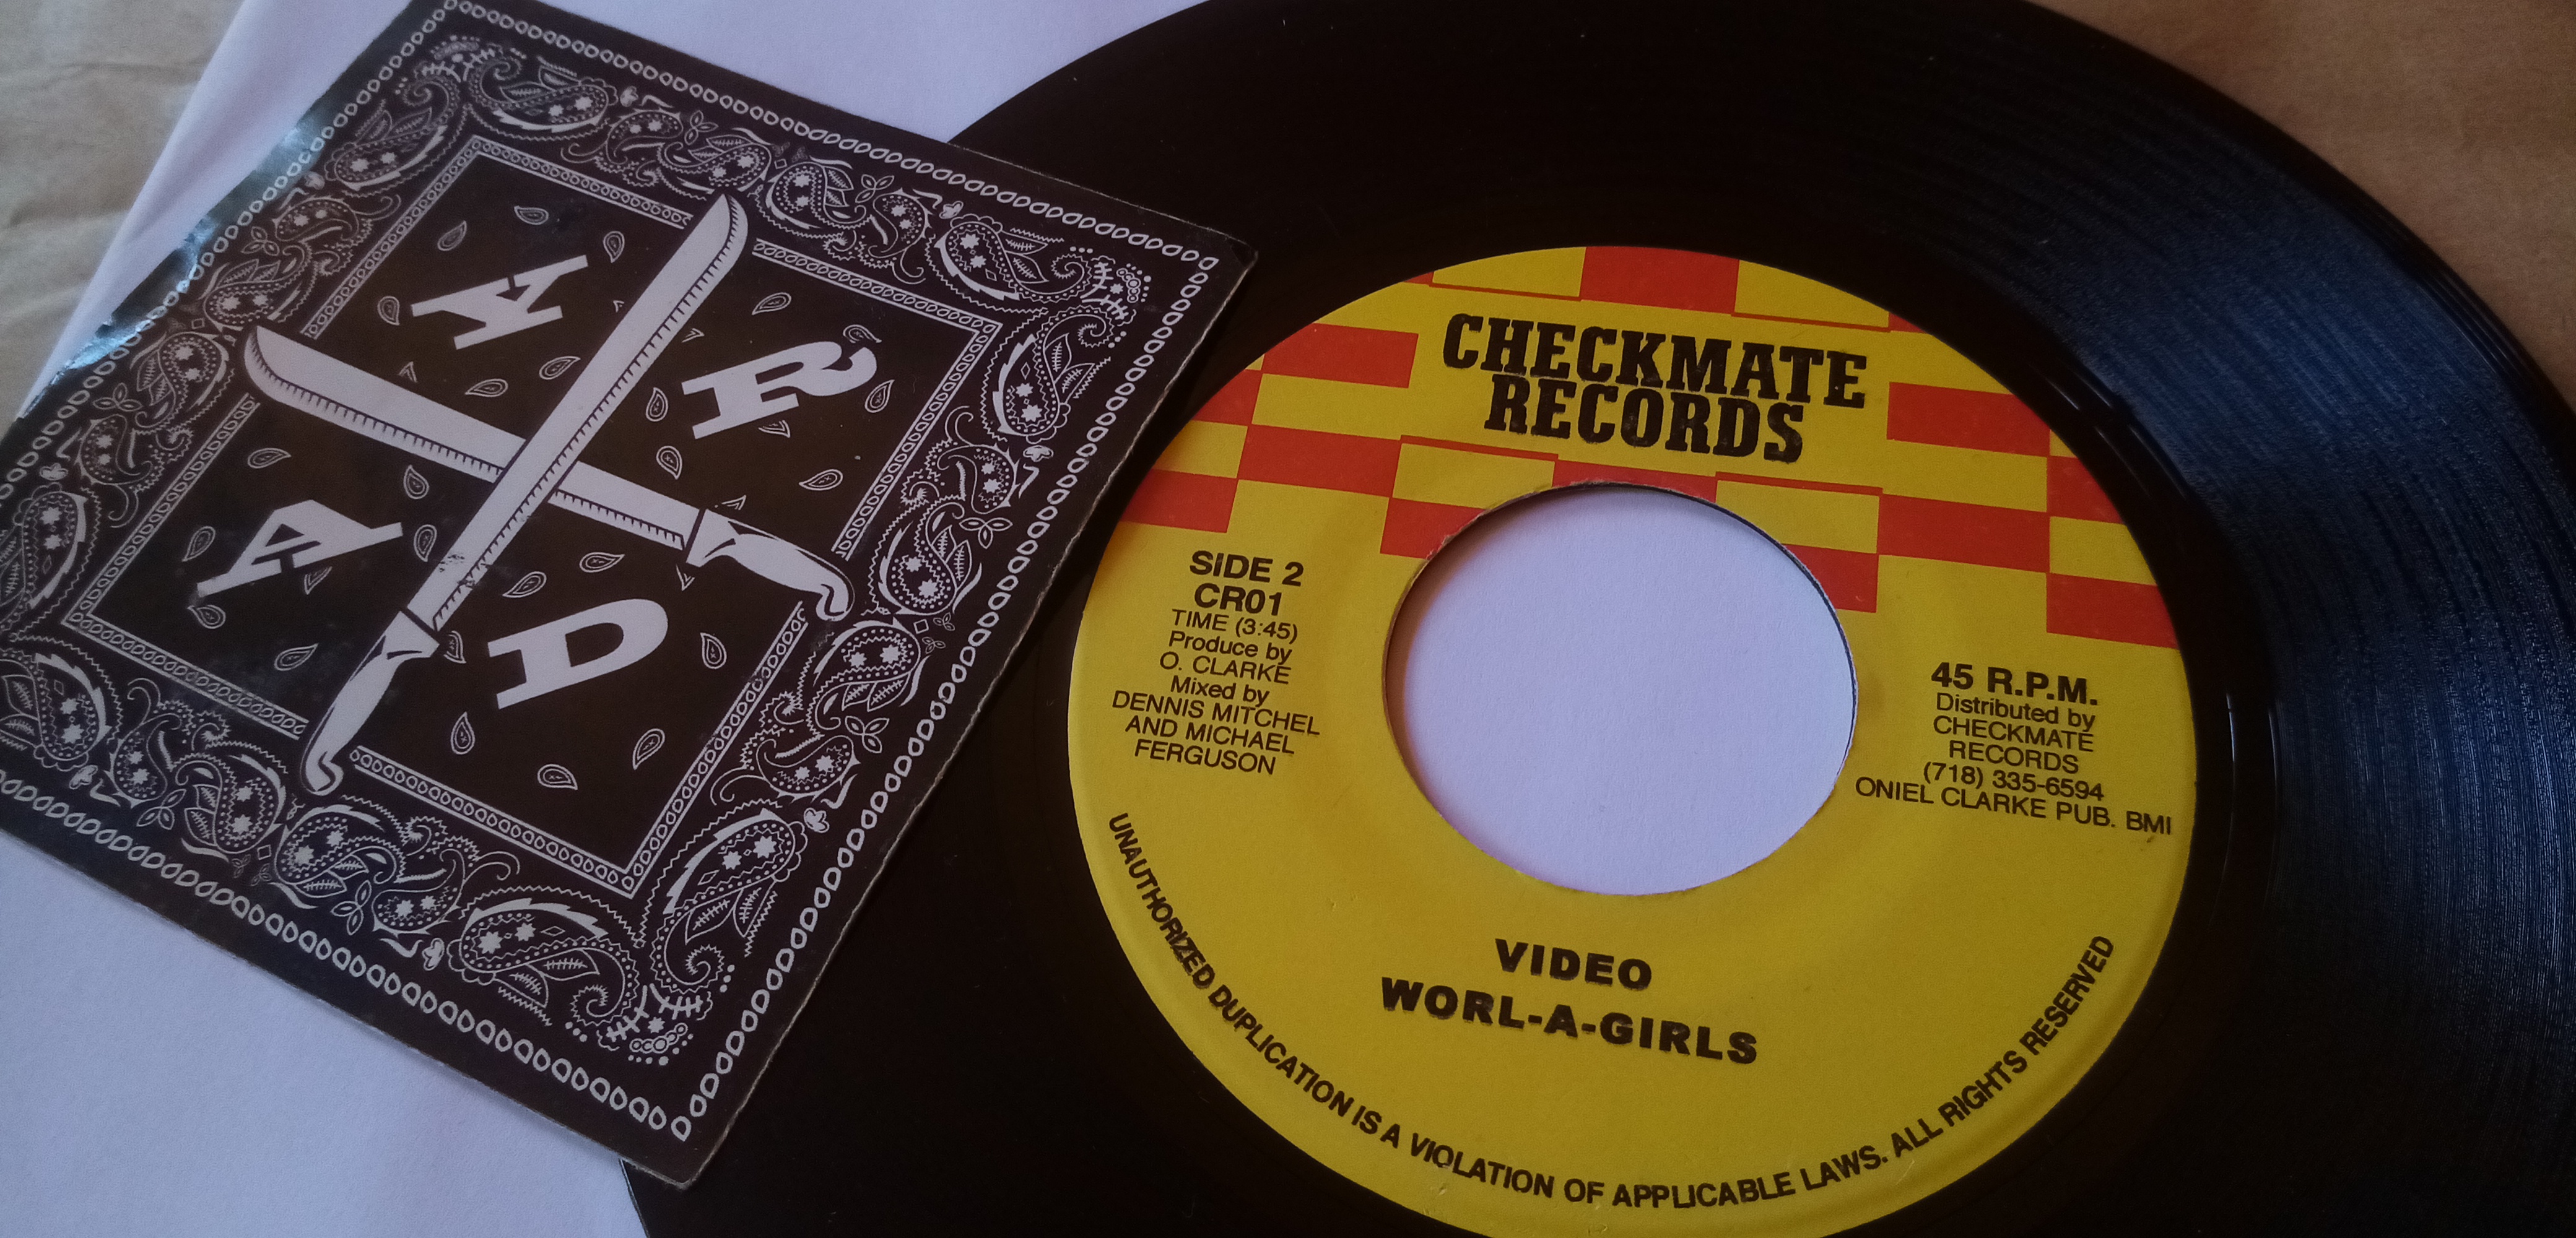 A R
A D
CHECKMATE
RECORDS
SIDE 2
CR01
TIME (3:45)
Produce by
O. CLARKE
Mixed by
DENNIS MITCHEL
AND MICHAEL
FERGUSON
45 R.P.M.
Distributed by
CHECKMATE
RECORDS
(718) 335-6594
ONIEL CLARKE PUB. BMI
VIDEO
WORL-A-GIRLS
UNAUTHORIZED DUPLICATION IS A VIOLATION OF APPLICABLE LAWS. ALL RIGHTS RESERVED